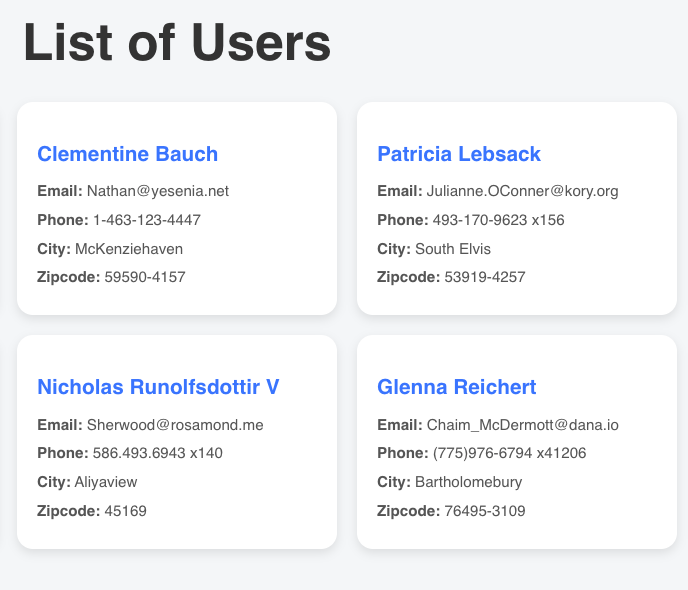 List of Users
Clementine Bauch
Email: Nathan@yesenia.net
Phone: 1-463-123-4447
City: McKenziehaven
Zipcode: 59590-4157
Patricia Lebsack
Email: Julianne.OConner@kory.org
Phone: 493-170-9623 x156
City: South Elvis
Zipcode: 53919-4257
Nicholas Runolfsdottir V
Email: Sherwood@rosamond.me
Phone: 586.493.6943 x140
City: Aliyaview
Zipcode: 45169
Glenna Reichert
Email: Chaim_McDermott@dana.io
Phone: (775)976-6794 x41206
City: Bartholomebury
Zipcode: 76495-3109